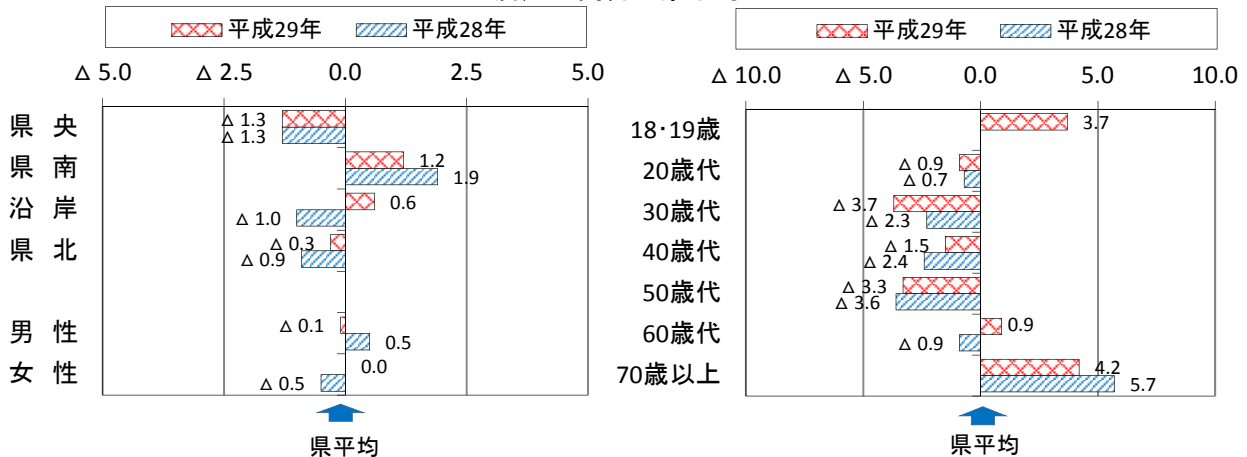 平成29年 平成28年
△ 5.0 △ 2.5 0.0 2.5 5.0
県 央 △ 1.3
△ 1.3
県 南 1.2
1.9
沿 岸 0.6
△ 1.0
県 北 △ 0.3
△ 0.9
男 性 △ 0.1
0.5
女 性 0.0
△ 0.5
県平均
平成29年 平成28年
△ 10.0 △ 5.0 0.0 5.0 10.0
18･19歳 3.7
20歳代 △ 0.9
△ 0.7
30歳代 △ 3.7
△ 2.3
40歳代 △ 1.5
△ 2.4
50歳代 △ 3.3
△ 3.6
60歳代 0.9
△ 0.9
70歳以上 4.2
5.7
県平均